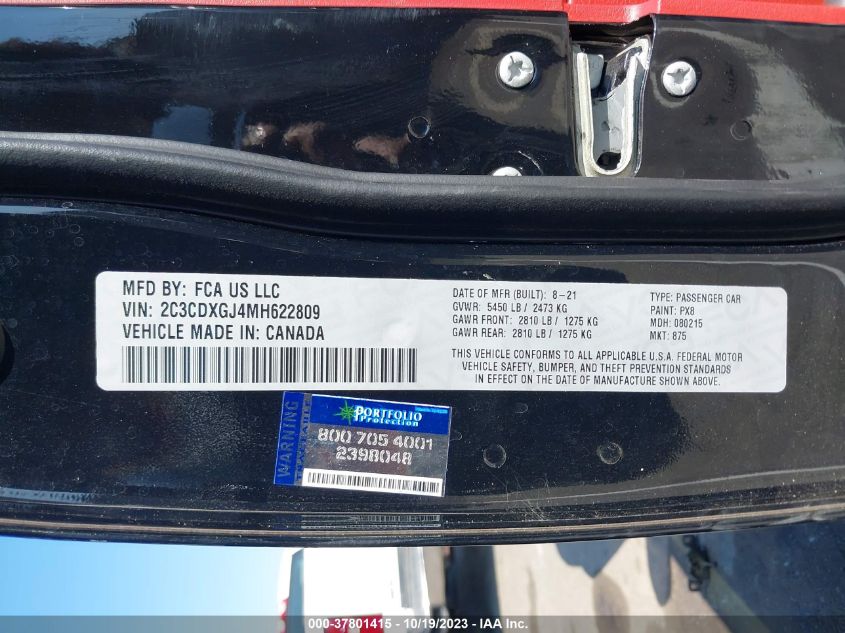 MFD BY: FCA US LLC
VIN: 2C3CDXGJ4MH622809
VEHICLE MADE IN: CANADA
DATE OF MFR (BUILT): 8-21
GVWR: 5450 LB / 2473 KG
GAWR FRONT: 2810 LB / 1275 KG
GAWR REAR: 2810 LB / 1275 KG
TYPE: PASSENGER CAR
PAINT: PX8
MDH: 080215
MKT: 875
THIS VEHICLE CONFORMS TO ALL APPLICABLE U.S.A. FEDERAL MOTOR
VEHICLE SAFETY, BUMPER, AND THEFT PREVENTION STANDARDS
IN EFFECT ON THE DATE OF MANUFACTURE SHOWN ABOVE.
WARNING
PORTFOLIO
Protection
800 705 4001
2398048
000-37801415 - 10/19/2023 - IAA Inc.